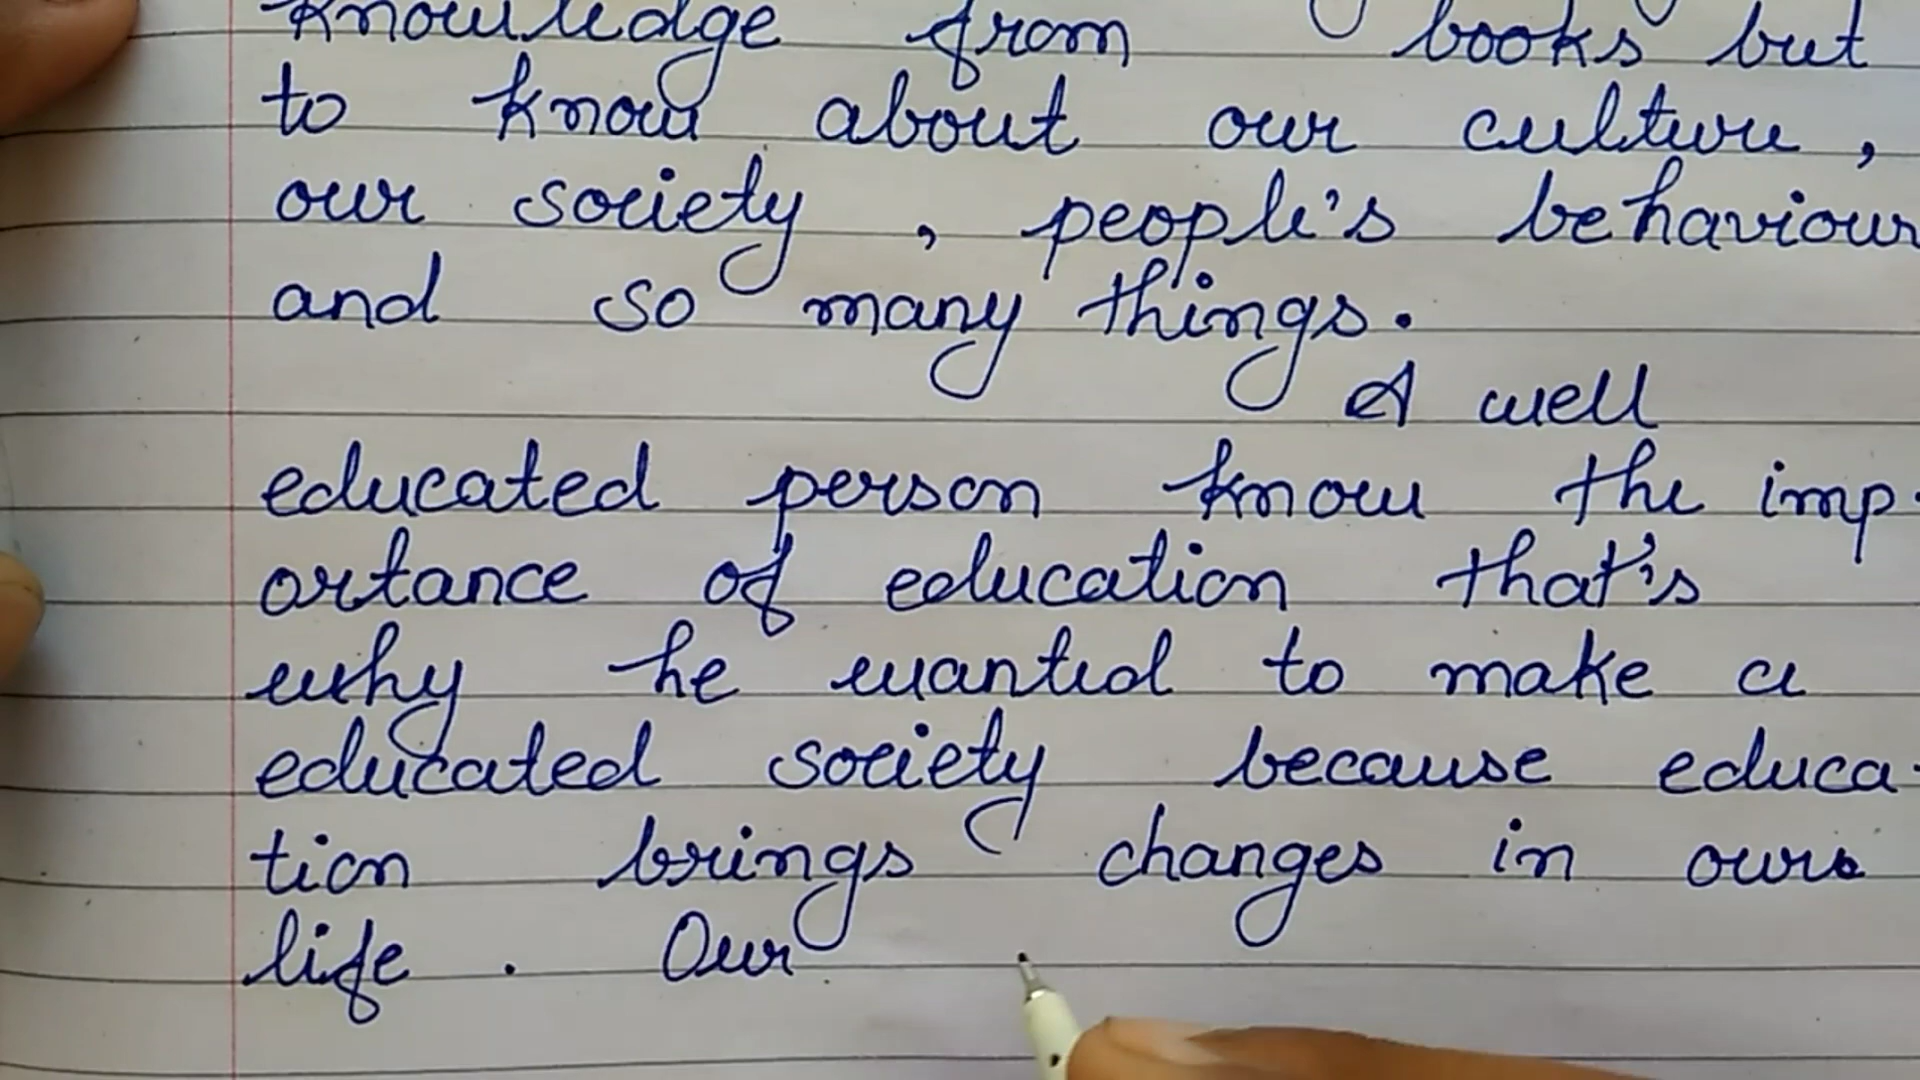 knowledge from books but
to know about our culture ,
our society , people's behaviour
and so many things.
A well
educated person know the imp-
ortance of education that's
why he wanted to make a
educated society because educa-
tion brings changes in ours
life . Our